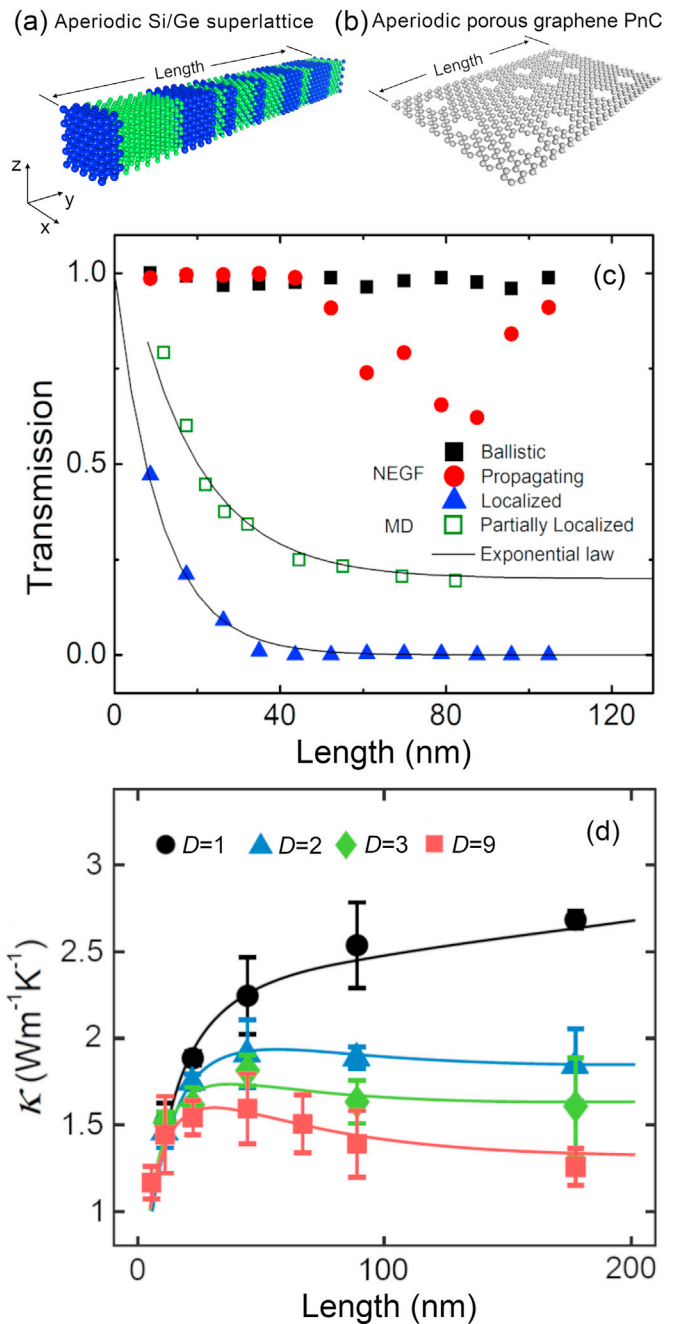 (a) Aperiodic Si/Ge superlattice
Length
z
y
x
(b) Aperiodic porous graphene PnC
Length
(c)
Transmission
1.0
0.5
0.0
NEGF
MD
Ballistic
Propagating
Localized
Partially Localized
Exponential law
0 40 80 120
Length (nm)
(d)
D=1 D=2 D=3 D=9
κ (Wm⁻¹K⁻¹)
3
2.5
2
1.5
1
0 100 200
Length (nm)